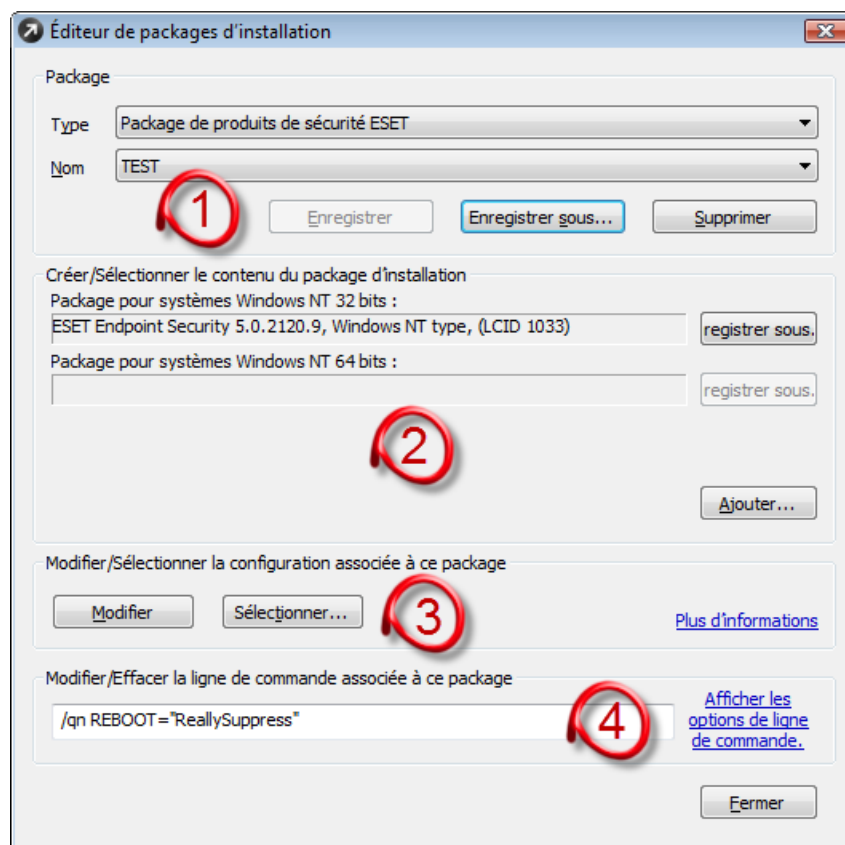 Éditeur de packages d'installation
Package
Type
Package de produits de sécurité ESET
Nom
TEST
1
Enregistrer
Enregistrer sous...
Supprimer
Créer/Sélectionner le contenu du package d'installation
Package pour systèmes Windows NT 32 bits :
ESET Endpoint Security 5.0.2120.9, Windows NT type, (LCID 1033)
registrer sous.
Package pour systèmes Windows NT 64 bits :
registrer sous.
2
Ajouter...
Modifier/Sélectionner la configuration associée à ce package
Modifier
Sélectionner...
3
Plus d'informations
Modifier/Effacer la ligne de commande associée à ce package
/qn REBOOT="ReallySuppress"
4
Afficher les
options de ligne
de commande.
Fermer